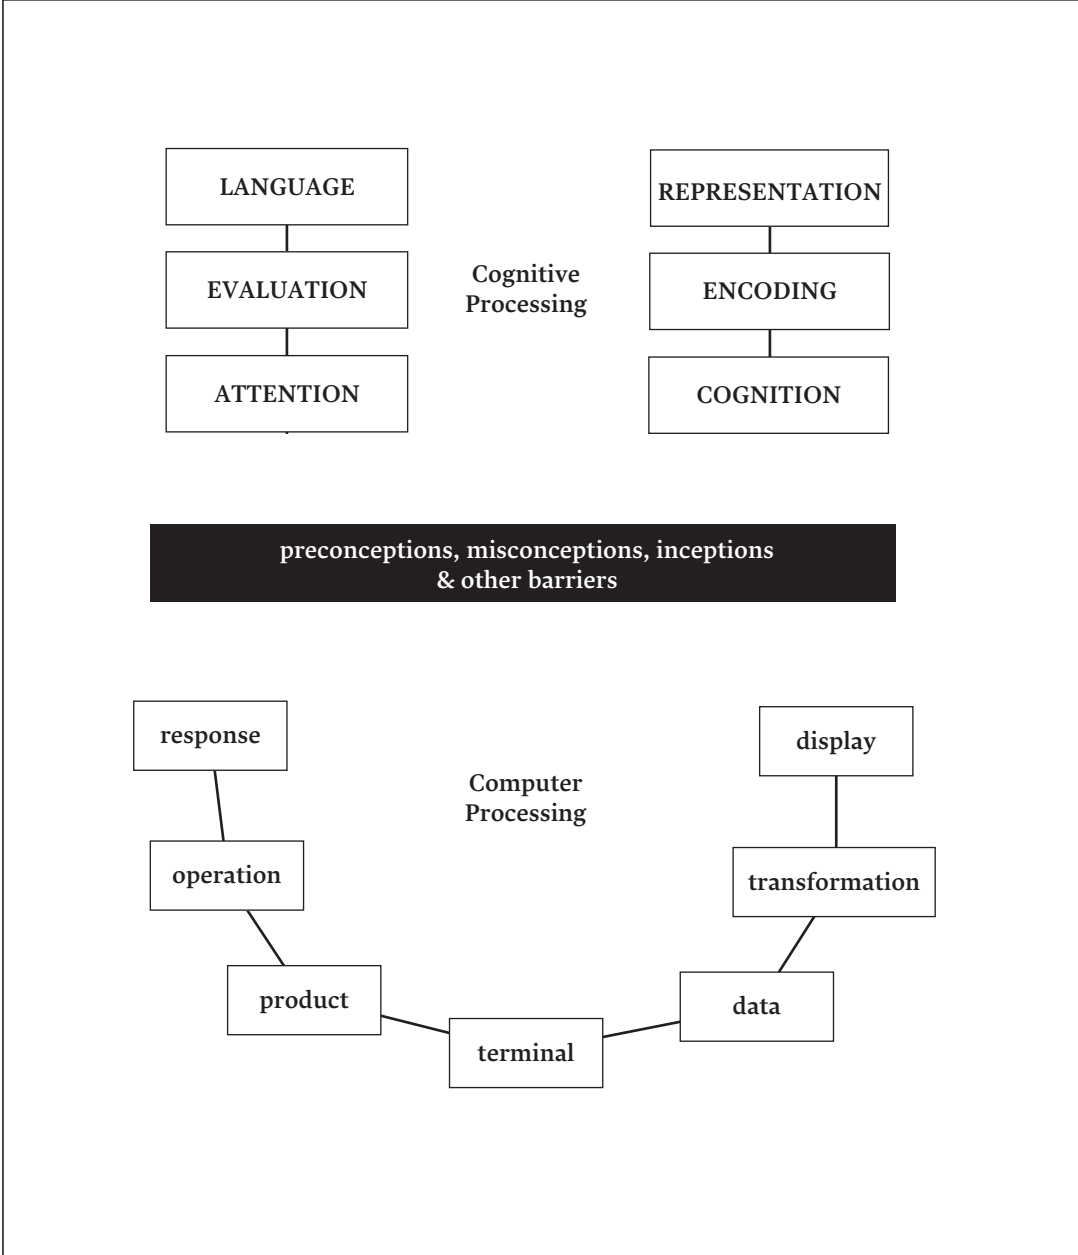 LANGUAGE
EVALUATION
ATTENTION
Cognitive
Processing
REPRESENTATION
ENCODING
COGNITION
preconceptions, misconceptions, inceptions
& other barriers
response
operation
product
terminal
Computer
Processing
display
transformation
data